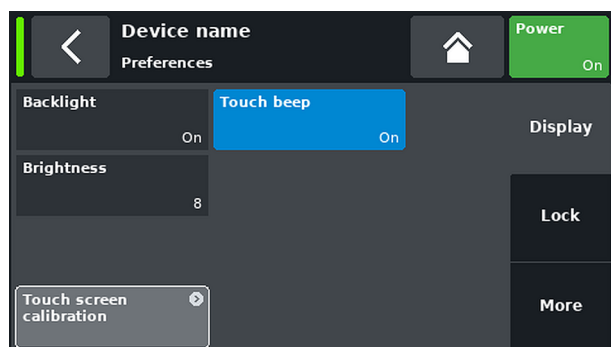 Device name
Preferences
Power
On
Backlight
On
Touch beep
On
Display
Brightness
8
Lock
Touch screen
calibration
More